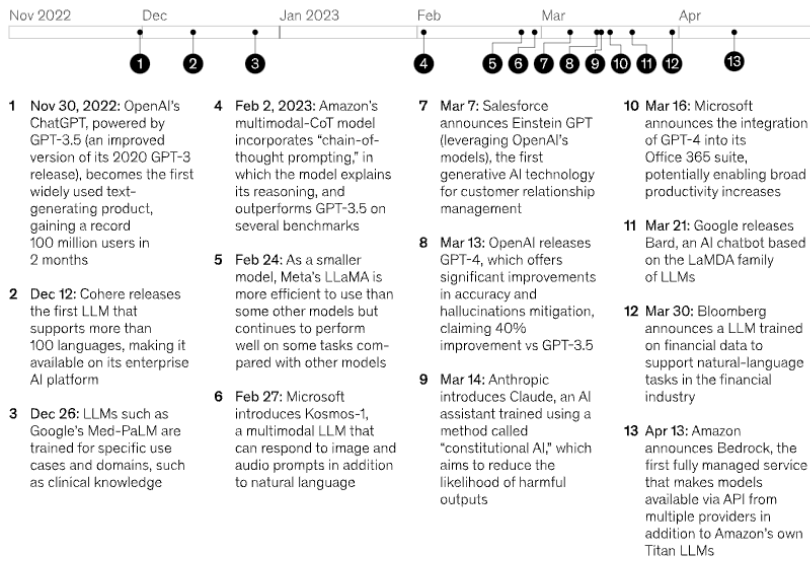 Nov 2022 Dec Jan 2023 Feb Mar Apr
1 2 3 4 5 6 7 8 9 10 11 12 13
1 Nov 30, 2022: OpenAI's
ChatGPT, powered by
GPT-3.5 (an improved
version of its 2020 GPT-3
release), becomes the first
widely used text-
generating product,
gaining a record
100 million users in
2 months
2 Dec 12: Cohere releases
the first LLM that
supports more than
100 languages, making it
available on its enterprise
AI platform
3 Dec 26: LLMs such as
Google's Med-PaLM are
trained for specific use
cases and domains, such
as clinical knowledge
4 Feb 2, 2023: Amazon's
multimodal-CoT model
incorporates “chain-of-
thought prompting,” in
which the model explains
its reasoning, and
outperforms GPT-3.5 on
several benchmarks
5 Feb 24: As a smaller
model, Meta's LLaMA is
more efficient to use than
some other models but
continues to perform
well on some tasks com-
pared with other models
6 Feb 27: Microsoft
introduces Kosmos-1,
a multimodal LLM that
can respond to image and
audio prompts in addition
to natural language
7 Mar 7: Salesforce
announces Einstein GPT
(leveraging OpenAI's
models), the first
generative AI technology
for customer relationship
management
8 Mar 13: OpenAI releases
GPT-4, which offers
significant improvements
in accuracy and
hallucinations mitigation,
claiming 40%
improvement vs GPT-3.5
9 Mar 14: Anthropic
introduces Claude, an AI
assistant trained using a
method called
“constitutional AI,” which
aims to reduce the
likelihood of harmful
outputs
10 Mar 16: Microsoft
announces the integration
of GPT-4 into its
Office 365 suite,
potentially enabling broad
productivity increases
11 Mar 21: Google releases
Bard, an AI chatbot based
on the LaMDA family
of LLMs
12 Mar 30: Bloomberg
announces a LLM trained
on financial data to
support natural-language
tasks in the financial
industry
13 Apr 13: Amazon
announces Bedrock, the
first fully managed service
that makes models
available via API from
multiple providers in
addition to Amazon's own
Titan LLMs